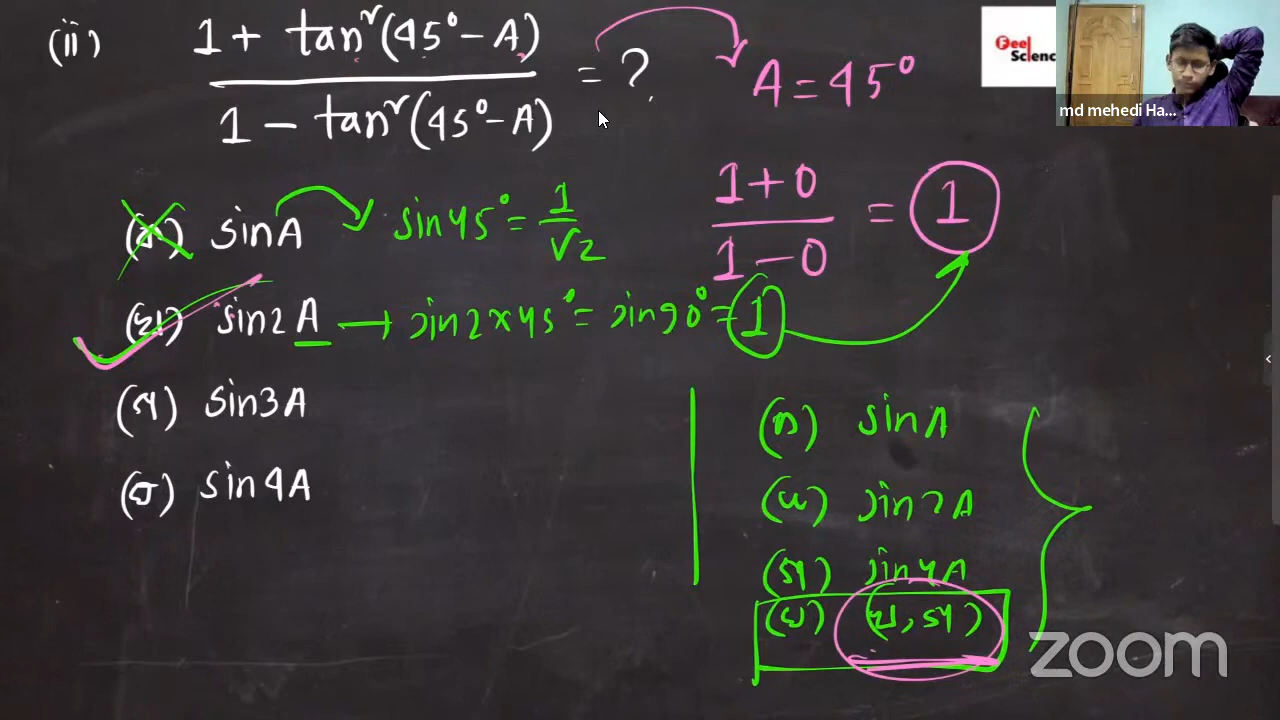 (ii) 1 + tan²(45° - A) / 1 - tan²(45° - A) = ?
A = 45°
Feel Science
md mehedi Ha...
1 + 0 / 1 - 0 = 1
(ক) sinA
sin45° = 1/√2
(খ) sin2A → sin2×45° = sin90° = 1
(গ) sin3A
(ঘ) sin4A
(ক) sinA
(খ) sin2A
(গ) sin4A
(ঘ) (খ, গ)
zoom